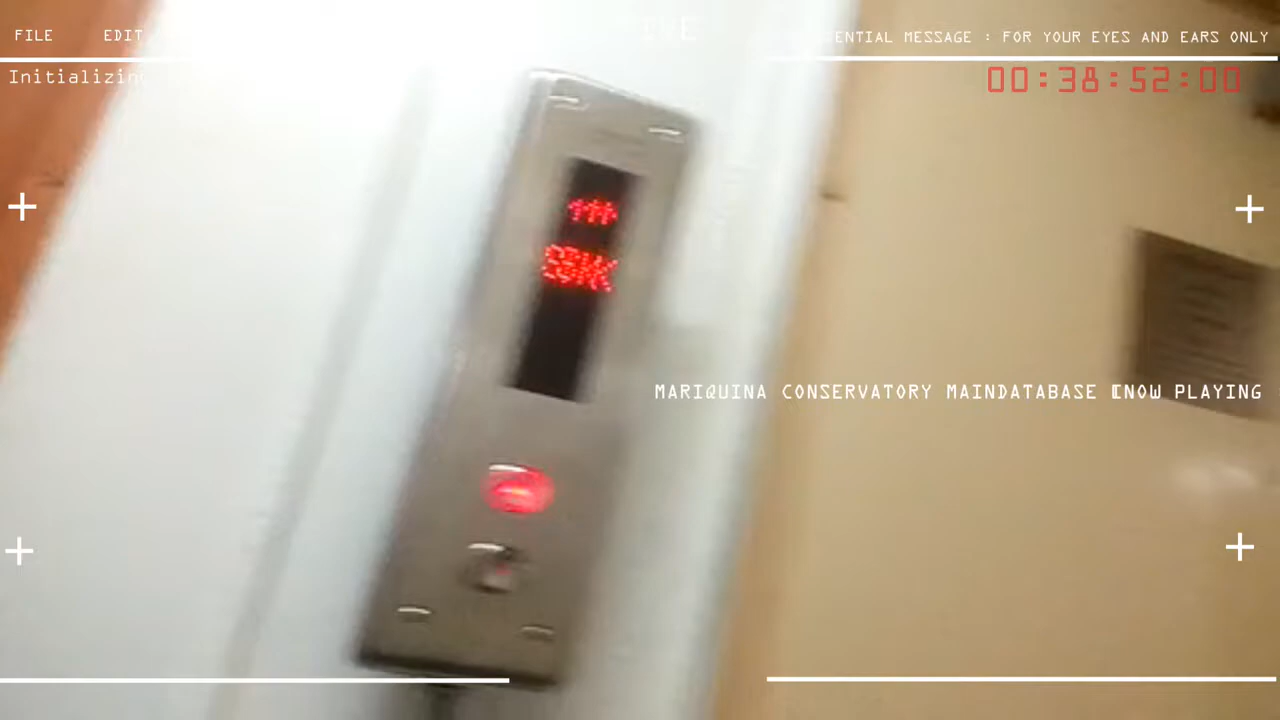 FILE EDIT
ENTIAL MESSAGE : FOR YOUR EYES AND EARS ONLY
Initializin
00:38:52:00
MARIQUINA CONSERVATORY MAINDATABASE [NOW PLAYING